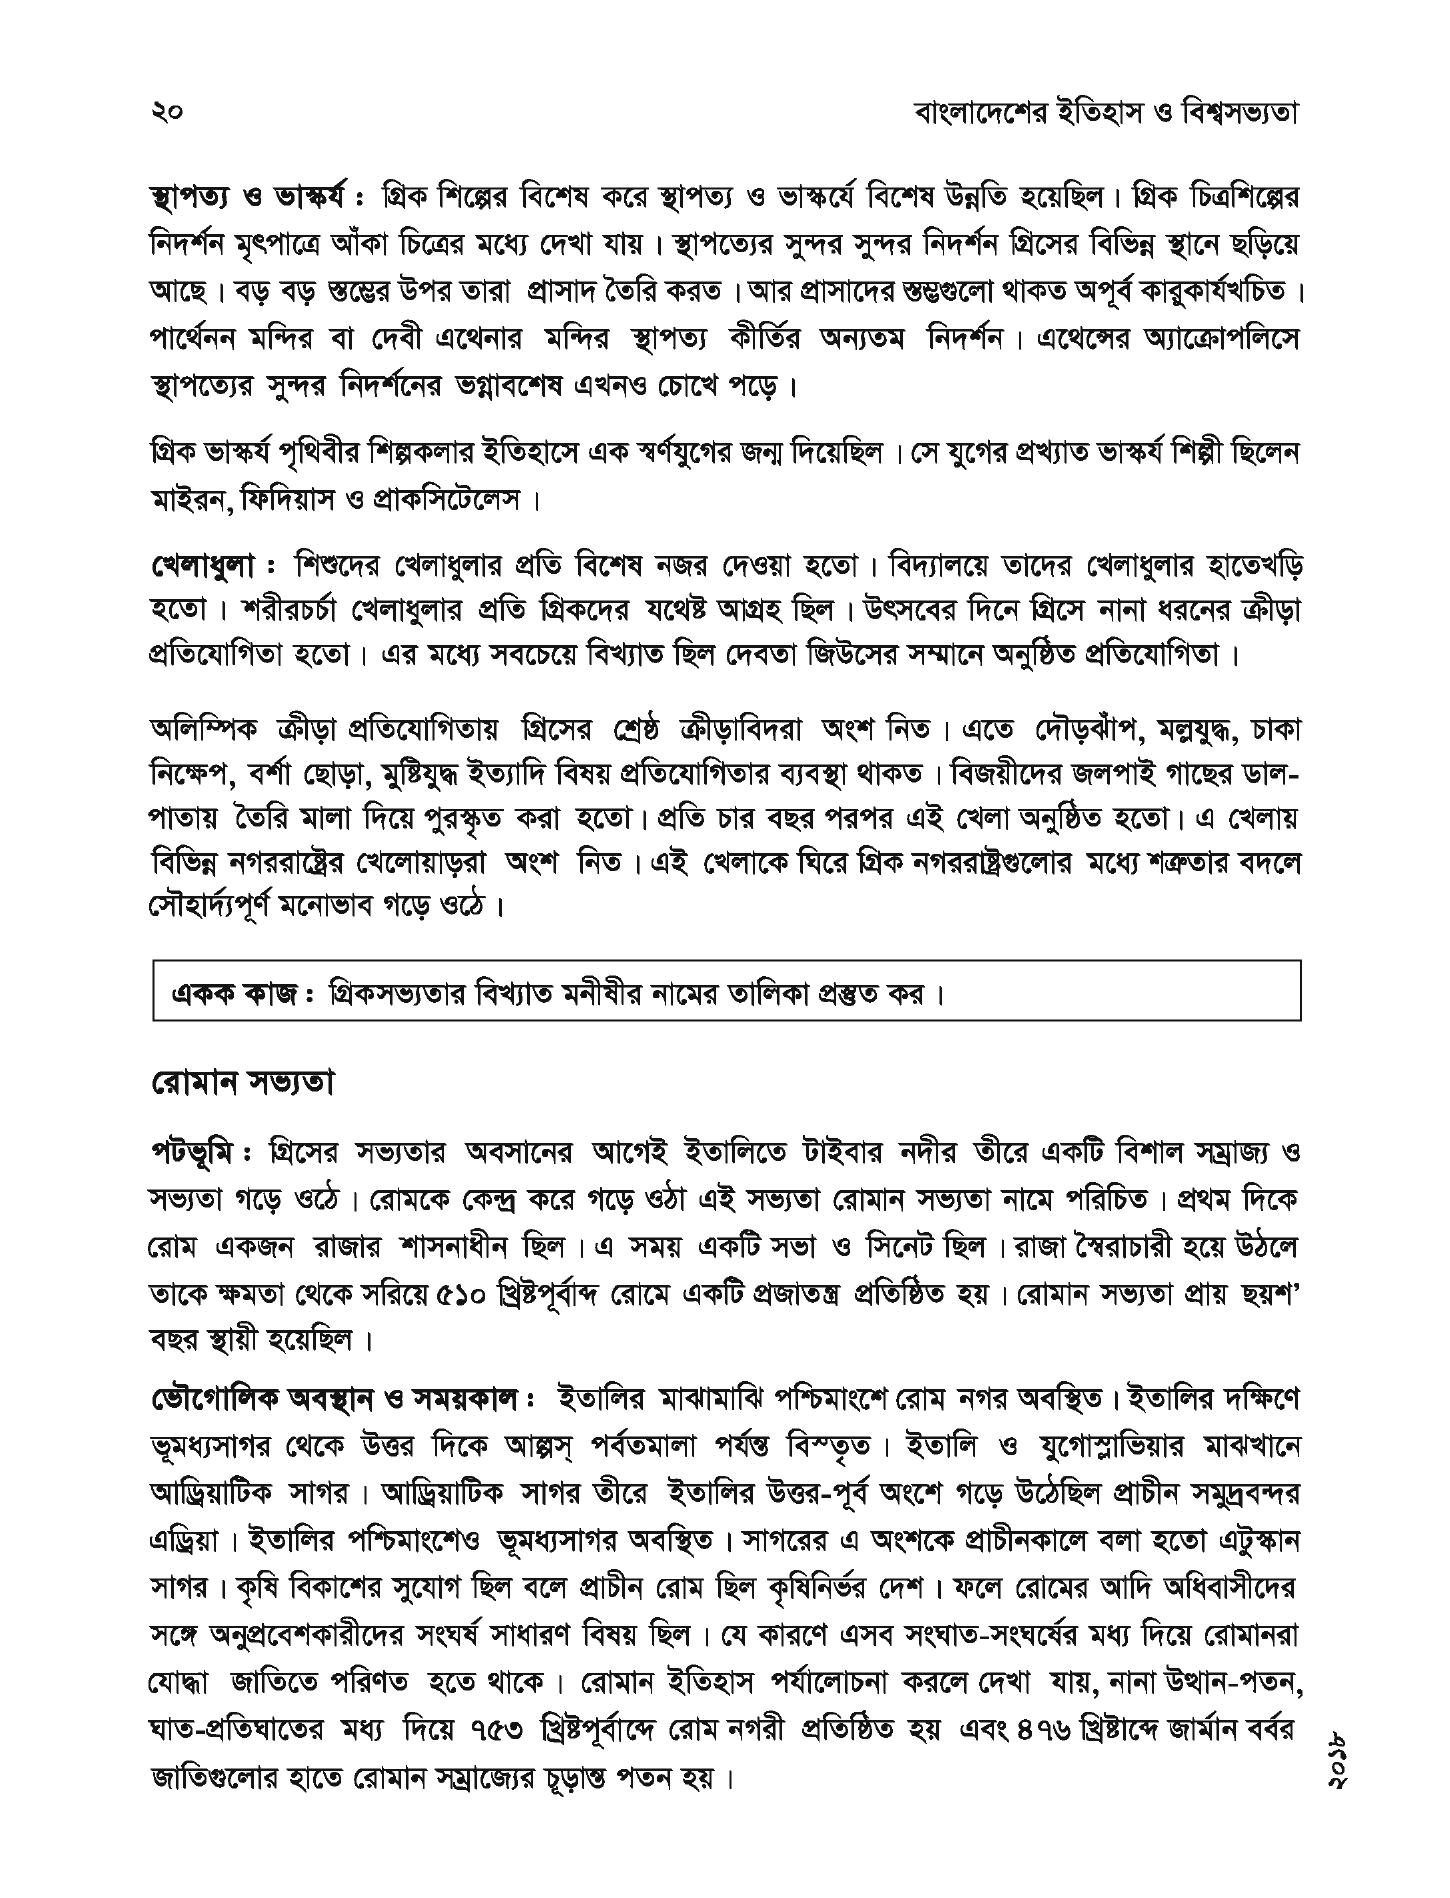 ২০ বাংলাদেশের ইতিহাস ও বিশ্বসভ্যতা
স্থাপত্য ও ভাস্কর্য : গ্রিক শিল্পের বিশেষ করে স্থাপত্য ও ভাস্কর্যে বিশেষ উন্নতি হয়েছিল। গ্রিক চিত্রশিল্পের
নিদর্শন মৃৎপাত্রে আঁকা চিত্রের মধ্যে দেখা যায়। স্থাপত্যের সুন্দর সুন্দর নিদর্শন গ্রিসের বিভিন্ন স্থানে ছড়িয়ে
আছে। বড় বড় স্তম্ভের উপর তারা প্রাসাদ তৈরি করত। আর প্রাসাদের স্তম্ভগুলো থাকত অপূর্ব কারুকার্যখচিত।
পার্থেনন মন্দির বা দেবী এথেনার মন্দির স্থাপত্য কীর্তির অন্যতম নিদর্শন। এথেন্সের অ্যাক্রোপলিসে
স্থাপত্যের সুন্দর নিদর্শনের ভগ্নাবশেষ এখনও চোখে পড়ে।
গ্রিক ভাস্কর্য পৃথিবীর শিল্পকলার ইতিহাসে এক স্বর্ণযুগের জন্ম দিয়েছিল। সে যুগের প্রখ্যাত ভাস্কর্য শিল্পী ছিলেন
মাইরন, ফিদিয়াস ও প্রাকসিটেলেস।
খেলাধুলা : শিশুদের খেলাধুলার প্রতি বিশেষ নজর দেওয়া হতো। বিদ্যালয়ে তাদের খেলাধুলার হাতেখড়ি
হতো। শরীরচর্চা খেলাধুলার প্রতি গ্রিকদের যথেষ্ট আগ্রহ ছিল। উৎসবের দিনে গ্রিসে নানা ধরনের ক্রীড়া
প্রতিযোগিতা হতো। এর মধ্যে সবচেয়ে বিখ্যাত ছিল দেবতা জিউসের সম্মানে অনুষ্ঠিত প্রতিযোগিতা।
অলিম্পিক ক্রীড়া প্রতিযোগিতায় গ্রিসের শ্রেষ্ঠ ক্রীড়াবিদরা অংশ নিত। এতে দৌড়ঝাঁপ, মল্লযুদ্ধ, চাকা
নিক্ষেপ, বর্শা ছোড়া, মুষ্টিযুদ্ধ ইত্যাদি বিষয় প্রতিযোগিতার ব্যবস্থা থাকত। বিজয়ীদের জলপাই গাছের ডাল-
পাতায় তৈরি মালা দিয়ে পুরস্কৃত করা হতো। প্রতি চার বছর পরপর এই খেলা অনুষ্ঠিত হতো। এ খেলায়
বিভিন্ন নগররাষ্ট্রের খেলোয়াড়রা অংশ নিত। এই খেলাকে ঘিরে গ্রিক নগররাষ্ট্রগুলোর মধ্যে শত্রুতার বদলে
সৌহার্দ্যপূর্ণ মনোভাব গড়ে ওঠে।
একক কাজ : গ্রিকসভ্যতার বিখ্যাত মনীষীর নামের তালিকা প্রস্তুত কর।
রোমান সভ্যতা
পটভূমি : গ্রিসের সভ্যতার অবসানের আগেই ইতালিতে টাইবার নদীর তীরে একটি বিশাল সম্রাজ্য ও
সভ্যতা গড়ে ওঠে। রোমকে কেন্দ্র করে গড়ে ওঠা এই সভ্যতা রোমান সভ্যতা নামে পরিচিত। প্রথম দিকে
রোম একজন রাজার শাসনাধীন ছিল। এ সময় একটি সভা ও সিনেট ছিল। রাজা স্বৈরাচারী হয়ে উঠলে
তাকে ক্ষমতা থেকে সরিয়ে ৫১০ খ্রিষ্টপূর্বাব্দ রোমে একটি প্রজাতন্ত্র প্রতিষ্ঠিত হয়। রোমান সভ্যতা প্রায় ছয়শ’
বছর স্থায়ী হয়েছিল।
ভৌগোলিক অবস্থান ও সময়কাল : ইতালির মাঝামাঝি পশ্চিমাংশে রোম নগর অবস্থিত। ইতালির দক্ষিণে
ভূমধ্যসাগর থেকে উত্তর দিকে আল্পস্ পর্বতমালা পর্যন্ত বিস্তৃত। ইতালি ও যুগোস্লাভিয়ার মাঝখানে
আড্রিয়াটিক সাগর। আড্রিয়াটিক সাগর তীরে ইতালির উত্তর-পূর্ব অংশে গড়ে উঠেছিল প্রাচীন সমুদ্রবন্দর
এড্রিয়া। ইতালির পশ্চিমাংশেও ভূমধ্যসাগর অবস্থিত। সাগরের এ অংশকে প্রাচীনকালে বলা হতো এটুস্কান
সাগর। কৃষি বিকাশের সুযোগ ছিল বলে প্রাচীন রোম ছিল কৃষিনির্ভর দেশ। ফলে রোমের আদি অধিবাসীদের
সঙ্গে অনুপ্রবেশকারীদের সংঘর্ষ সাধারণ বিষয় ছিল। যে কারণে এসব সংঘাত-সংঘর্ষের মধ্য দিয়ে রোমানরা
যোদ্ধা জাতিতে পরিণত হতে থাকে। রোমান ইতিহাস পর্যালোচনা করলে দেখা যায়, নানা উত্থান-পতন,
ঘাত-প্রতিঘাতের মধ্য দিয়ে ৭৫৩ খ্রিষ্টপূর্বাব্দে রোম নগরী প্রতিষ্ঠিত হয় এবং ৪৭৬ খ্রিষ্টাব্দে জার্মান বর্বর
জাতিগুলোর হাতে রোমান সম্রাজ্যের চূড়ান্ত পতন হয়।
২০১৮